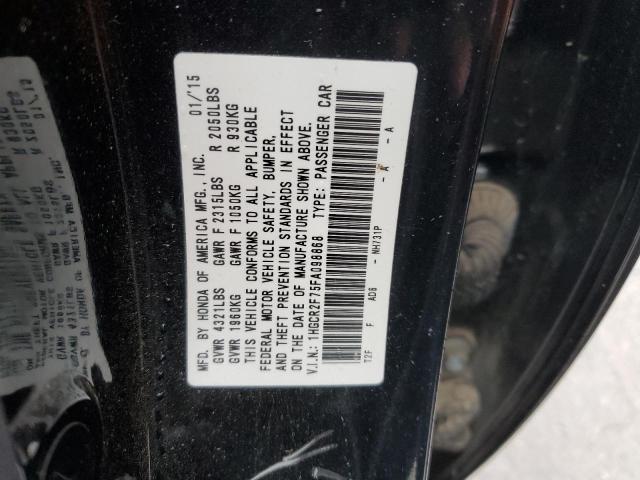 MFD. BY HONDA OF AMERICA MFG., INC. 01/15
GVWR 4321LBS GAWR F 2315LBS R 2050LBS
GVWR 1960KG GAWR F 1050KG R 930KG
THIS VEHICLE CONFORMS TO ALL APPLICABLE
FEDERAL MOTOR VEHICLE SAFETY, BUMPER,
AND THEFT PREVENTION STANDARDS IN EFFECT
ON THE DATE OF MANUFACTURE SHOWN ABOVE.
V.I.N.: 1HGCR2F75FA098868 TYPE: PASSENGER CAR
T2F F AD6 - NH731P - A - A